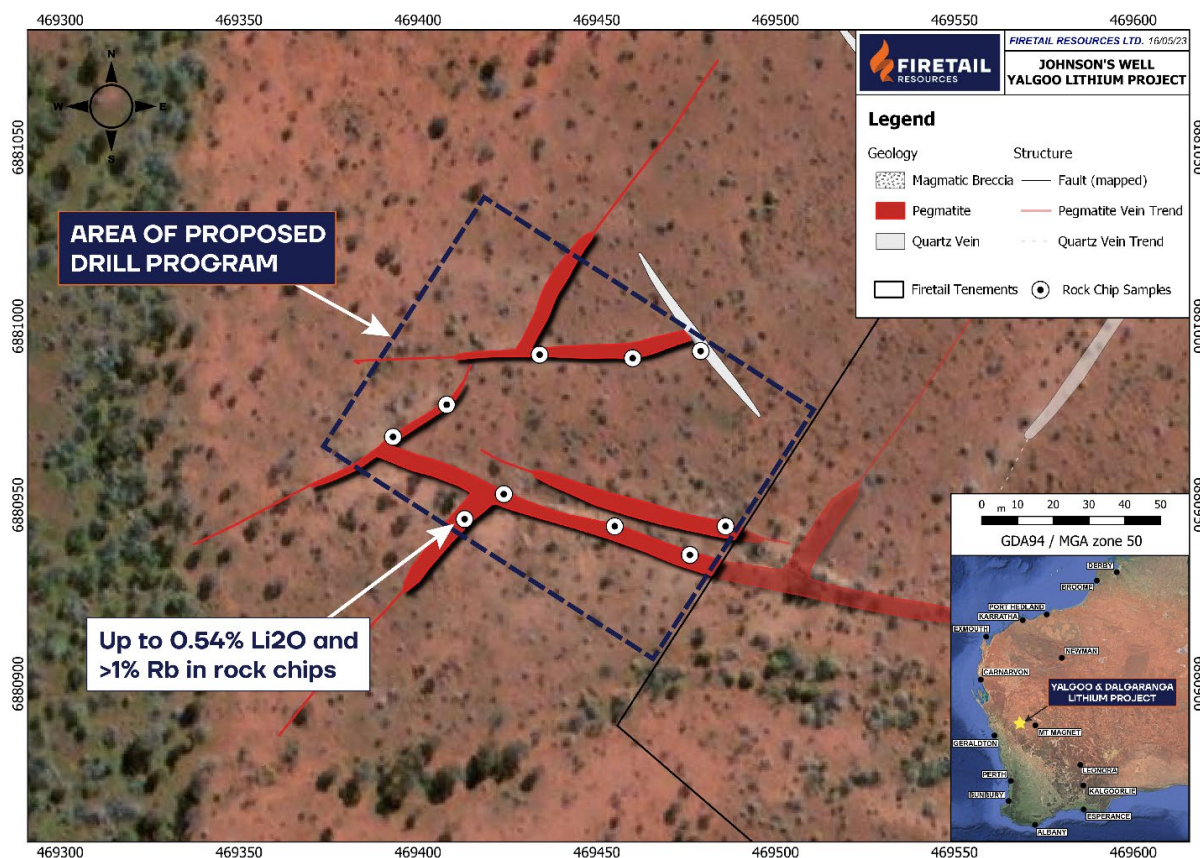 469300 469350 469400 469450 469500 469550 469600
FIRETAIL
RESOURCES
FIRETAIL RESOURCES LTD. 16/05/23
JOHNSON'S WELL
YALGOO LITHIUM PROJECT
Legend
Geology Structure
Magmatic Breccia Fault (mapped)
Pegmatite Pegmatite Vein Trend
Quartz Vein Quartz Vein Trend
Firetail Tenements Rock Chip Samples
N
W E
S
6881050
6881000
6880950
6880900
6881050
6881000
6880950
6880900
AREA OF PROPOSED
DRILL PROGRAM
Up to 0.54% Li2O and
>1% Rb in rock chips
0 m 10 20 30 40 50
GDA94 / MGA zone 50
DERBY
BROOME
PORT HEDLAND
KARRATHA
EXMOUTH
NEWMAN
CARNARVON
YALGOO & DALGARANGA
LITHIUM PROJECT
MT MAGNET
GERALDTON
LEONORA
PERTH
KALGOORLIE
BUNBURY
ESPERANCE
ALBANY
469300 469350 469400 469450 469500 469550 469600